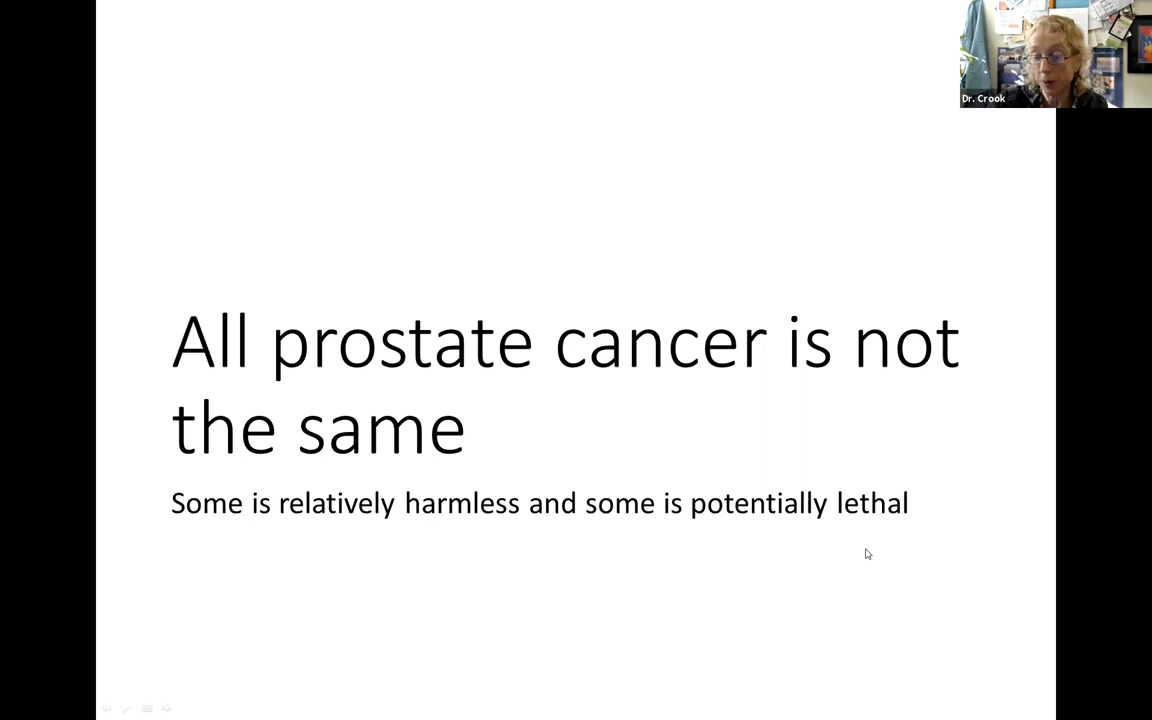 Dr. Crook
All prostate cancer is not
the same
Some is relatively harmless and some is potentially lethal